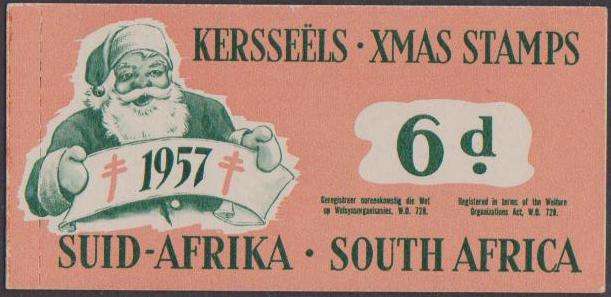 KERSSEËLS · XMAS STAMPS
1957
6d.
Geregistreer ooreenkomstig die Wet
op Welsynsorganisasies, W.O. 728.
Registered in terms of the Welfare
Organizations Act, W.O. 728.
SUID-AFRIKA · SOUTH AFRICA